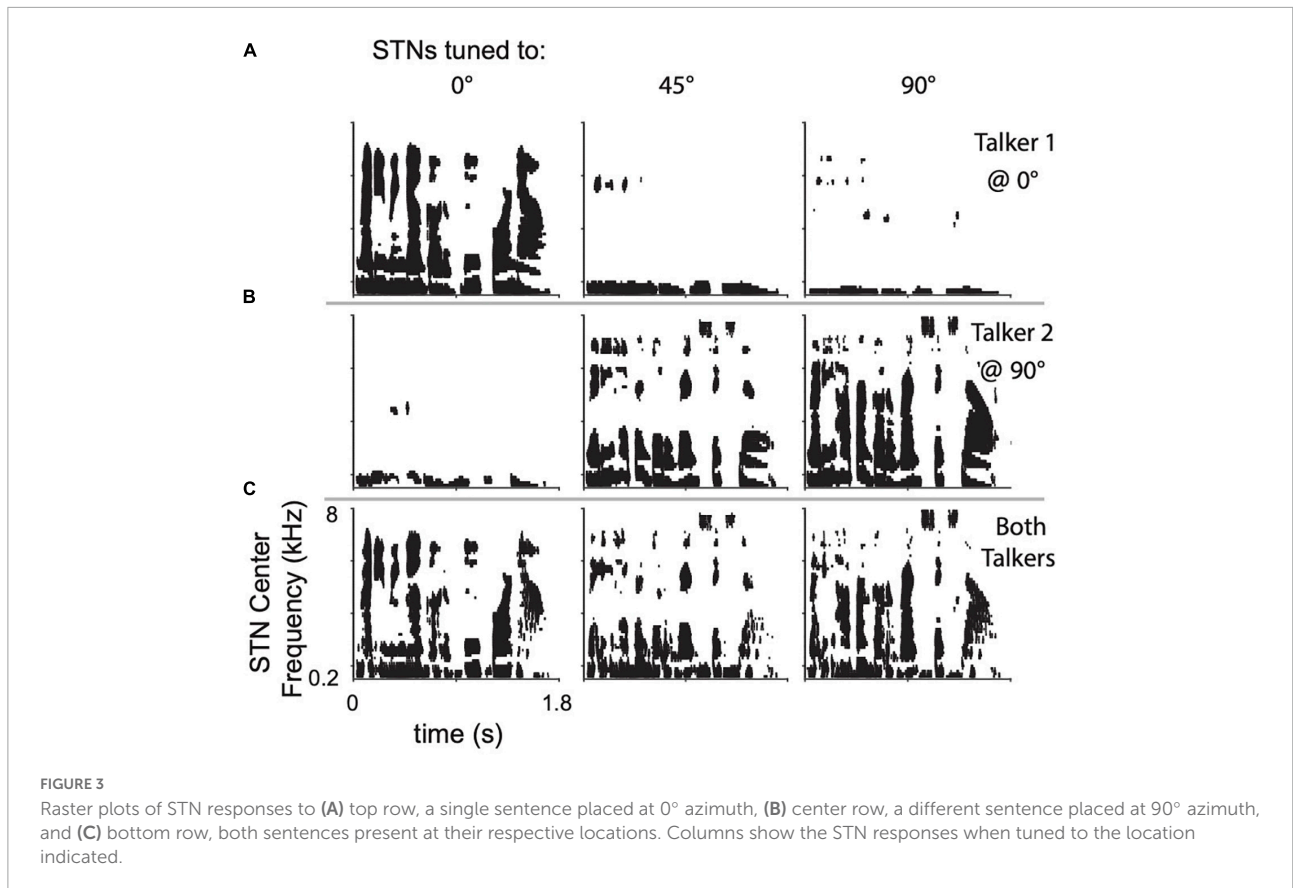 A
STNs tuned to:
0° 45° 90°
Talker 1
@ 0°
B
Talker 2
@ 90°
C
8
STN Center
Frequency (kHz)
Both
Talkers
0.2
0 1.8
time (s)
FIGURE 3
Raster plots of STN responses to (A) top row, a single sentence placed at 0° azimuth, (B) center row, a different sentence placed at 90° azimuth,
and (C) bottom row, both sentences present at their respective locations. Columns show the STN responses when tuned to the location
indicated.